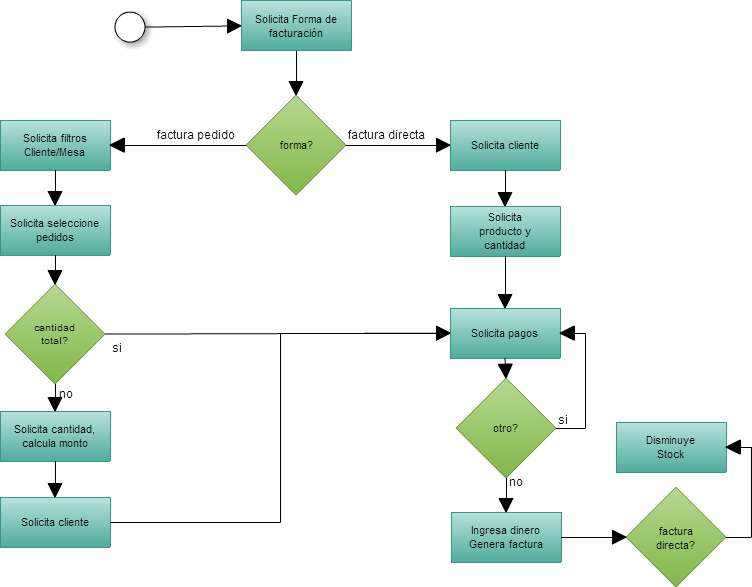 Solicita Forma de
facturación
factura pedido
forma?
factura directa
Solicita filtros
Cliente/Mesa
Solicita cliente
Solicita seleccione
pedidos
Solicita
producto y
cantidad
cantidad
total?
si
Solicita pagos
no
Solicita cantidad,
calcula monto
otro?
si
Disminuye
Stock
no
Solicita cliente
Ingresa dinero
Genera factura
factura
directa?